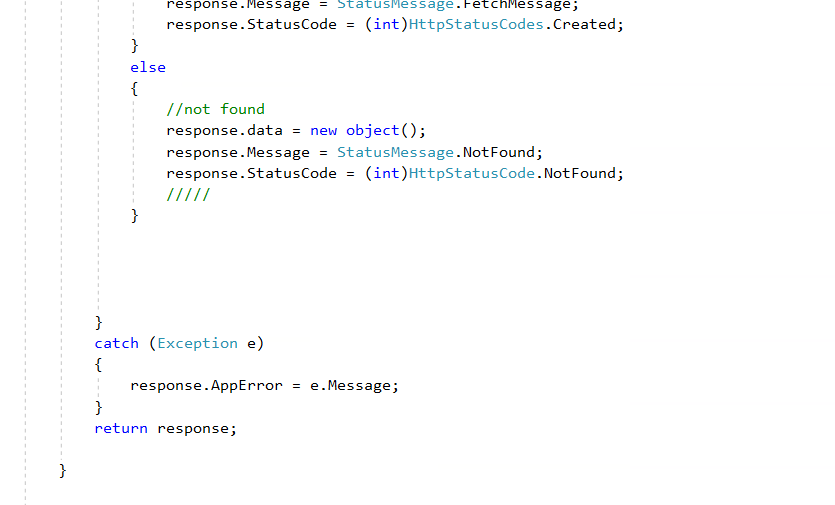 response.Message = StatusMessage.FetchMessage;
response.StatusCode = (int)HttpStatusCodes.Created;
}
else
{
//not found
response.data = new object();
response.Message = StatusMessage.NotFound;
response.StatusCode = (int)HttpStatusCode.NotFound;
/////
}
}
catch (Exception e)
{
response.AppError = e.Message;
}
return response;
}